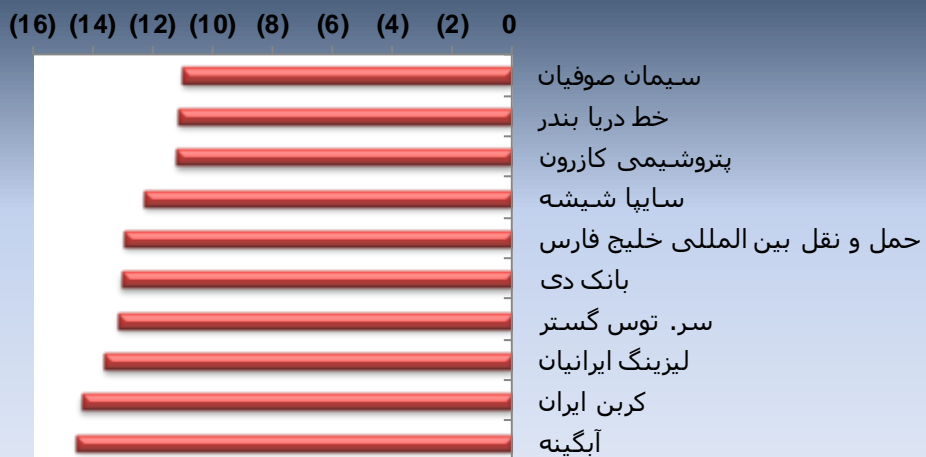 (16) (14) (12) (10) (8) (6) (4) (2) 0
سیمان صوفیان
خط دریا بندر
پتروشیمی کازرون
سایپا شیشه
حمل و نقل بین المللی خلیج فارس
بانک دی
سر. توس گستر
لیزینگ ایرانیان
کربن ایران
آبگینه